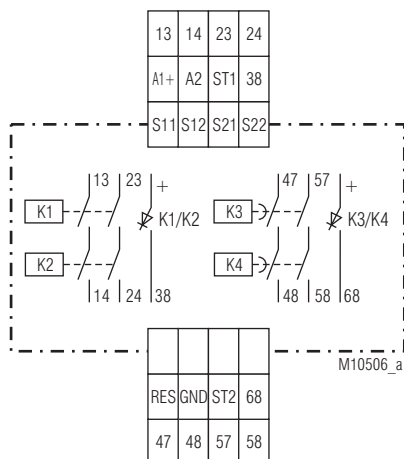 13 14 23 24
A1+ A2 ST1 38
S11 S12 S21 S22
13 23 + 47 57 +
K1 K1/K2 K3 K3/K4
K2 K4
14 24 38 48 58 68
M10506_a
RES GND ST2 68
47 48 57 58